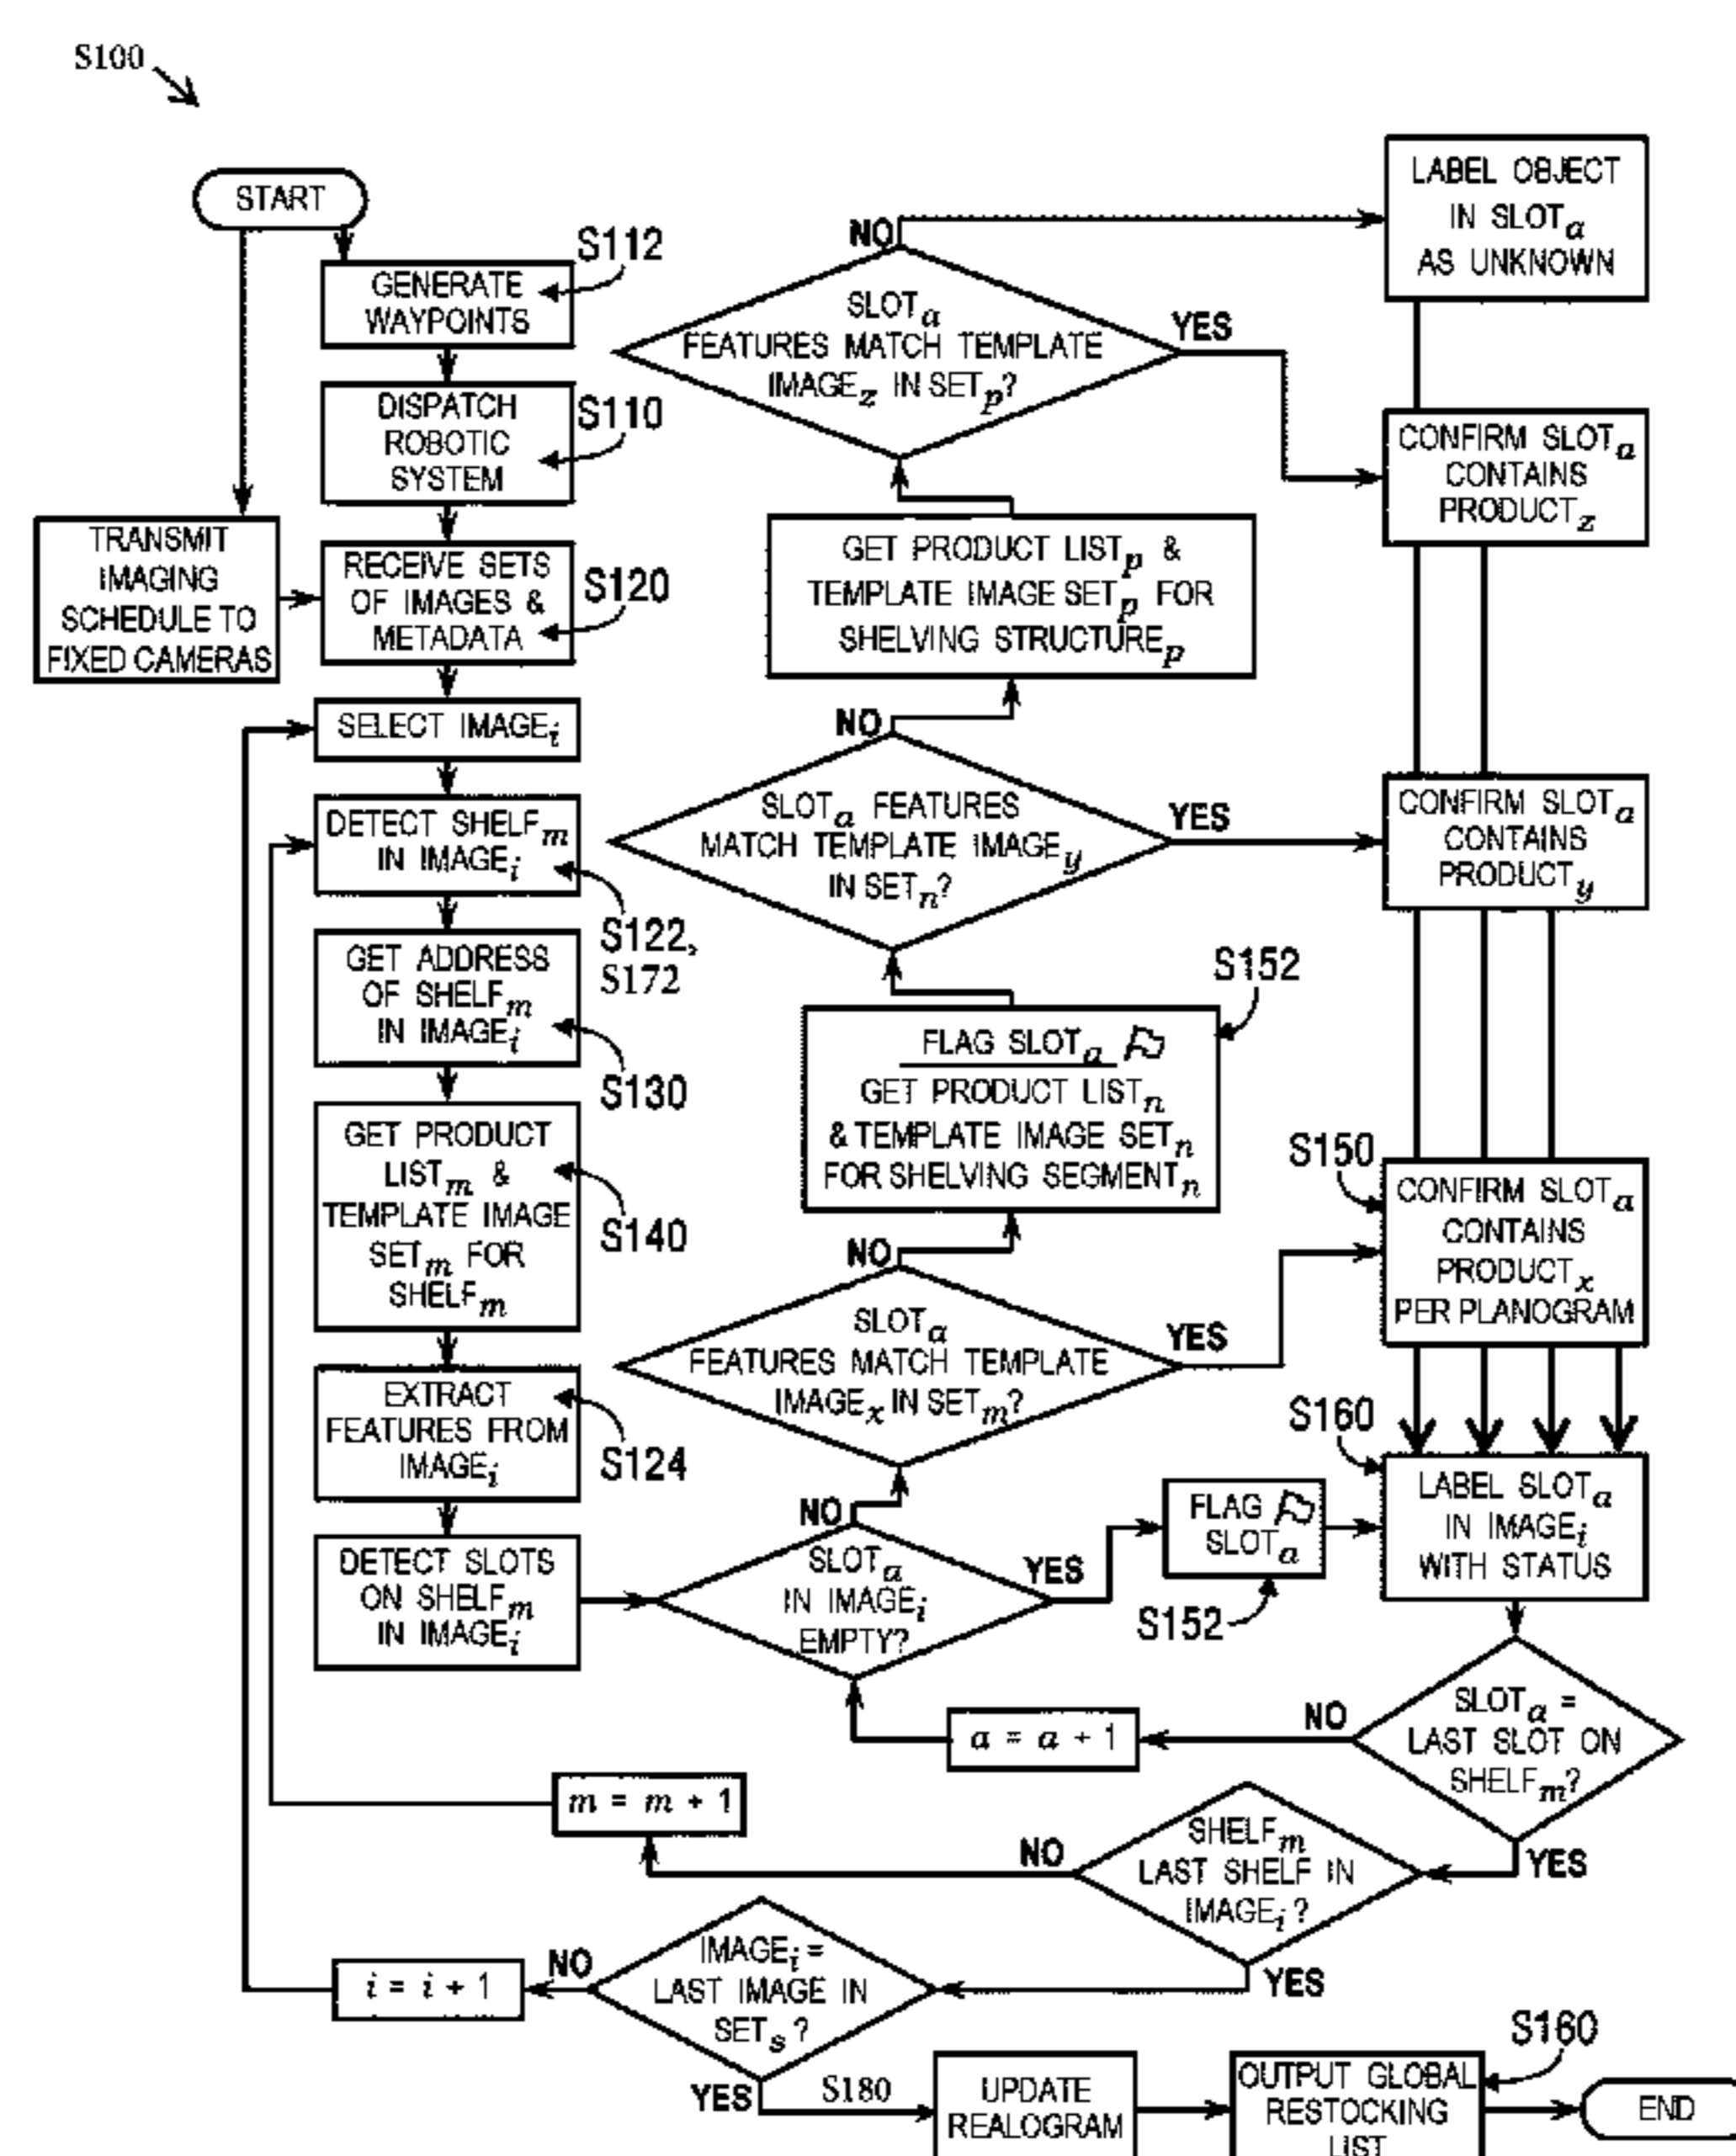 S100
START
S112
GENERATE
WAYPOINTS
S110
DISPATCH
ROBOTIC
SYSTEM
TRANSMIT
IMAGING
SCHEDULE TO
FIXED CAMERAS
S120
RECEIVE SETS
OF IMAGES &
METADATA
SELECT IMAGEi
DETECT SHELFm
IN IMAGEi
S122,
S172
GET ADDRESS
OF SHELFm
IN IMAGEi
S130
GET PRODUCT
LISTm &
TEMPLATE IMAGE
SETm FOR
SHELFm
S140
EXTRACT
FEATURES FROM
IMAGEi
S124
DETECT SLOTS
ON SHELFm
IN IMAGEi
NO
SLOTa
FEATURES MATCH TEMPLATE
IMAGEz IN SETp?
YES
GET PRODUCT LISTp &
TEMPLATE IMAGE SETp FOR
SHELVING STRUCTUREp
NO
SLOTa FEATURES
MATCH TEMPLATE IMAGEy
IN SETn?
YES
S152
FLAG SLOTa
GET PRODUCT LISTn
& TEMPLATE IMAGE SETn
FOR SHELVING SEGMENTn
NO
SLOTa
FEATURES MATCH TEMPLATE
IMAGEx IN SETm?
YES
NO
SLOTa
IN IMAGEi
EMPTY?
YES
FLAG
SLOTa
S152
LABEL OBJECT
IN SLOTa
AS UNKNOWN
CONFIRM SLOTa
CONTAINS
PRODUCTz
CONFIRM SLOTa
CONTAINS
PRODUCTy
S150
CONFIRM SLOTa
CONTAINS
PRODUCTx
PER PLANOGRAM
S160
LABEL SLOTa
IN IMAGEi
WITH STATUS
SLOTa =
LAST SLOT ON
SHELFm?
NO
a = a + 1
YES
SHELFm
LAST SHELF IN
IMAGEi?
NO
m = m + 1
YES
IMAGEi =
LAST IMAGE IN
SETs?
NO
i = i + 1
YES
S180
UPDATE
REALOGRAM
S160
OUTPUT GLOBAL
RESTOCKING
LIST
END